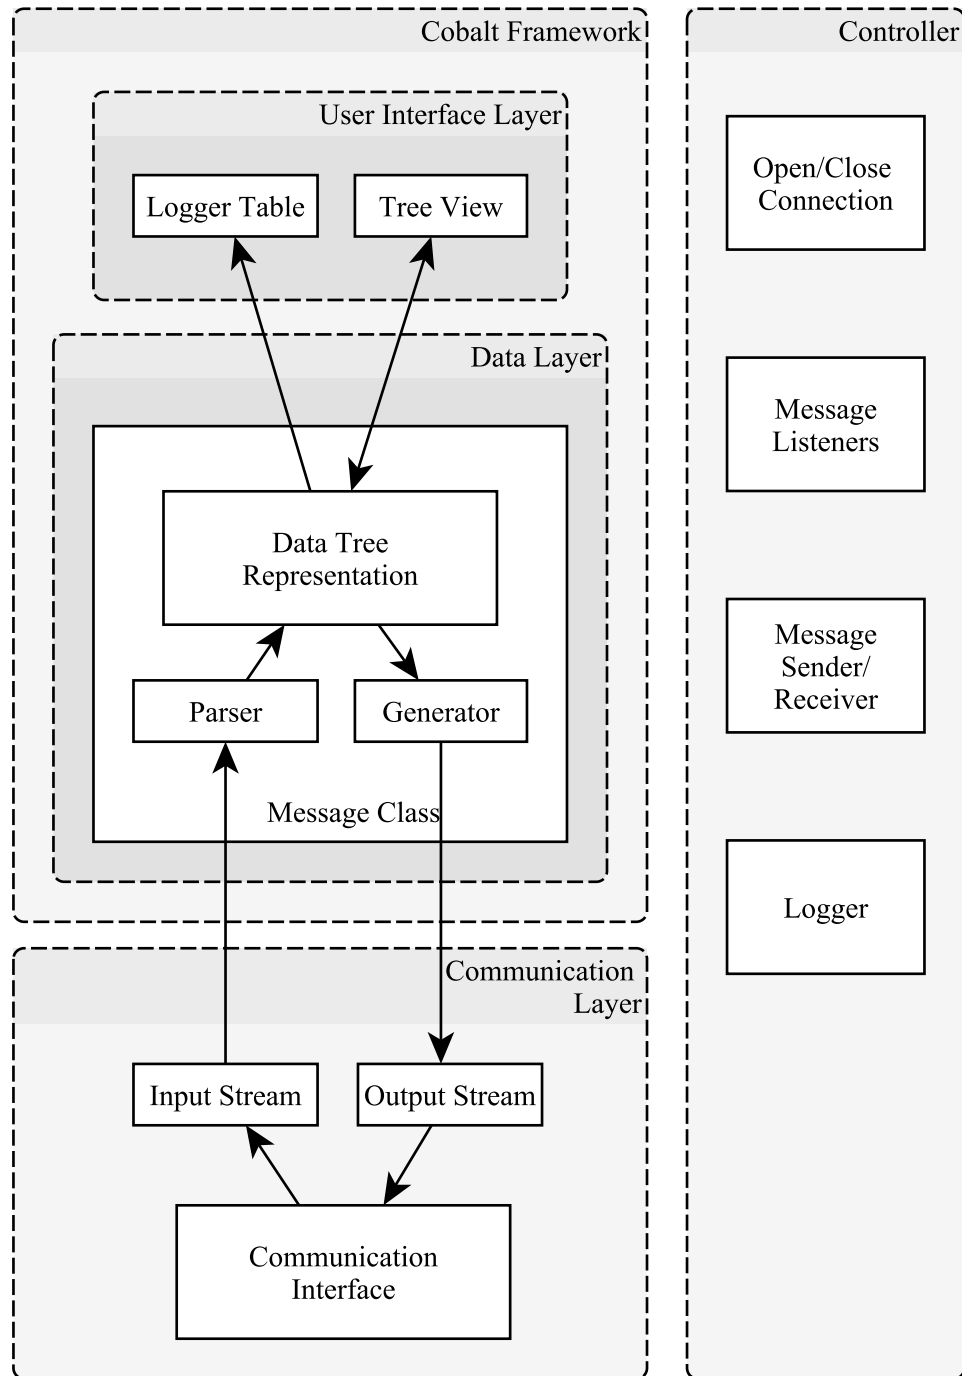 Cobalt Framework
User Interface Layer
Logger Table
Tree View
Data Layer
Data Tree
Representation
Parser
Generator
Message Class
Communication
Layer
Input Stream
Output Stream
Communication
Interface
Controller
Open/Close
Connection
Message
Listeners
Message
Sender/
Receiver
Logger